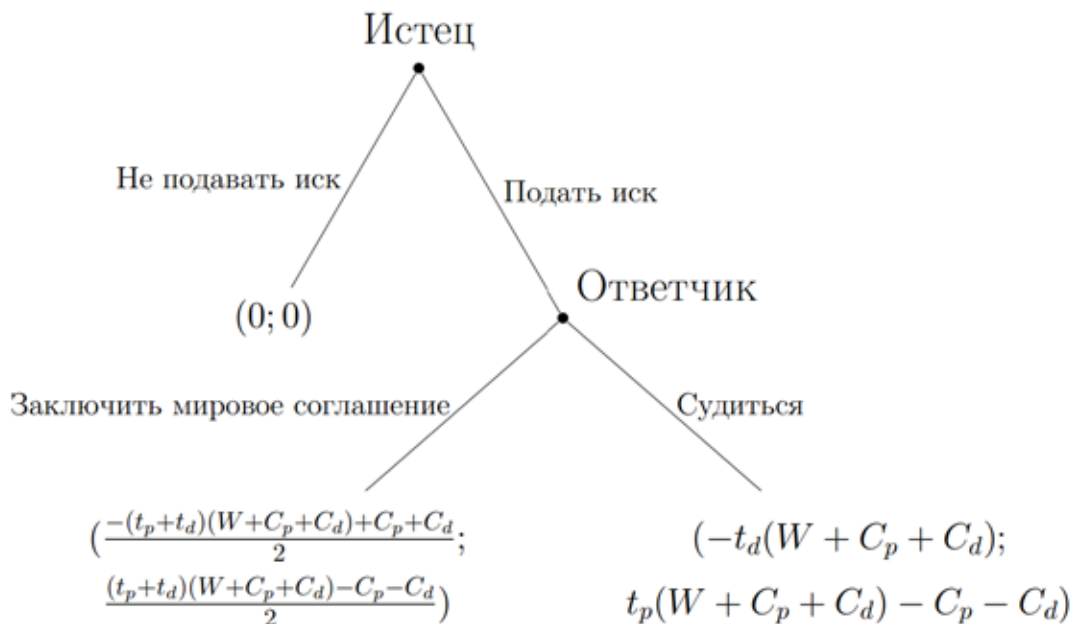 Истец
Не подавать иск
Подать иск
Ответчик
(0; 0)
Заключить мировое соглашение
Судиться
(\frac{-(t_p+t_d)(W+C_p+C_d)+C_p+C_d}{2};
\frac{(t_p+t_d)(W+C_p+C_d)-C_p-C_d}{2})
(-t_d(W + C_p + C_d);
t_p(W + C_p + C_d) - C_p - C_d)